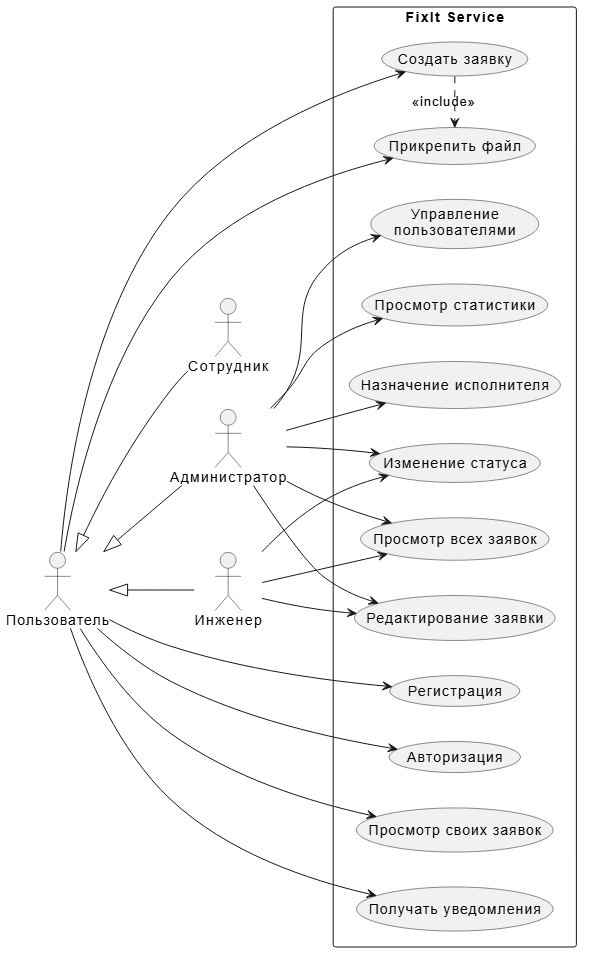 FixIt Service
Создать заявку
«include»
Прикрепить файл
Управление
пользователями
Просмотр статистики
Сотрудник
Назначение исполнителя
Администратор
Изменение статуса
Просмотр всех заявок
Пользователь
Инженер
Редактирование заявки
Регистрация
Авторизация
Просмотр своих заявок
Получать уведомления